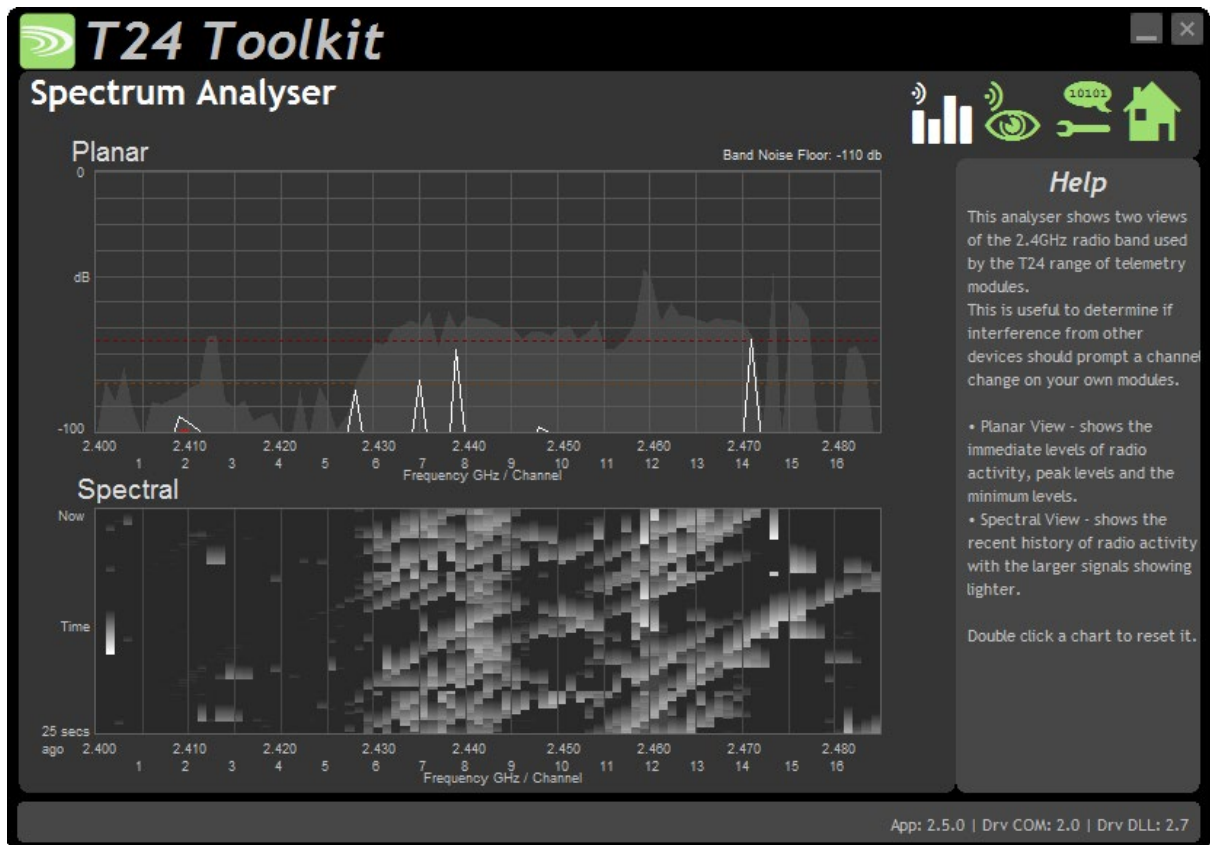 T24 Toolkit
Spectrum Analyser
10101
Planar
Band Noise Floor: -110 db
0
dB
-100
2.400 2.410 2.420 2.430 2.440 2.450 2.460 2.470 2.480
1 2 3 4 5 6 7 8 9 10 11 12 13 14 15 16
Frequency GHz / Channel
Spectral
Now
Time
25 secs
ago 2.400 2.410 2.420 2.430 2.440 2.450 2.460 2.470 2.480
1 2 3 4 5 6 7 8 9 10 11 12 13 14 15 16
Frequency GHz / Channel
Help
This analyser shows two views
of the 2.4GHz radio band used
by the T24 range of telemetry
modules.
This is useful to determine if
interference from other
devices should prompt a channel
change on your own modules.
• Planar View - shows the
immediate levels of radio
activity, peak levels and the
minimum levels.
• Spectral View - shows the
recent history of radio activity
with the larger signals showing
lighter.
Double click a chart to reset it.
App: 2.5.0 | Drv COM: 2.0 | Drv DLL: 2.7